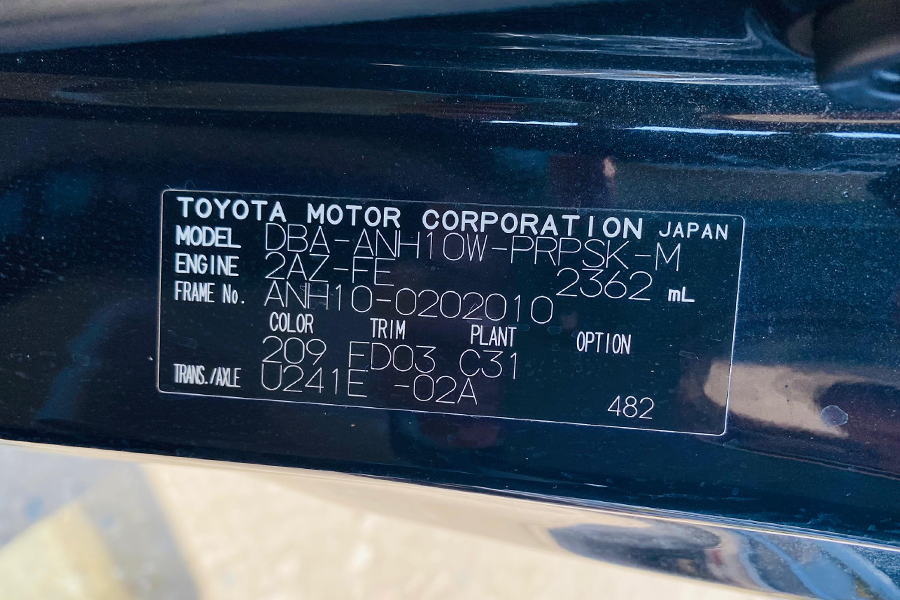 TOYOTA MOTOR CORPORATION JAPAN
MODEL DBA-ANH10W-PRPSK-M
ENGINE 2AZ-FE 2362 mL
FRAME No. ANH10-0202010
COLOR TRIM PLANT OPTION
209 FD03 C31
TRANS./AXLE U241E -02A
482